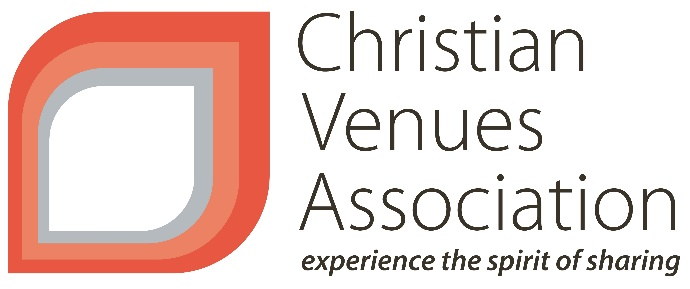 Christian
Venues
Association
experience the spirit of sharing